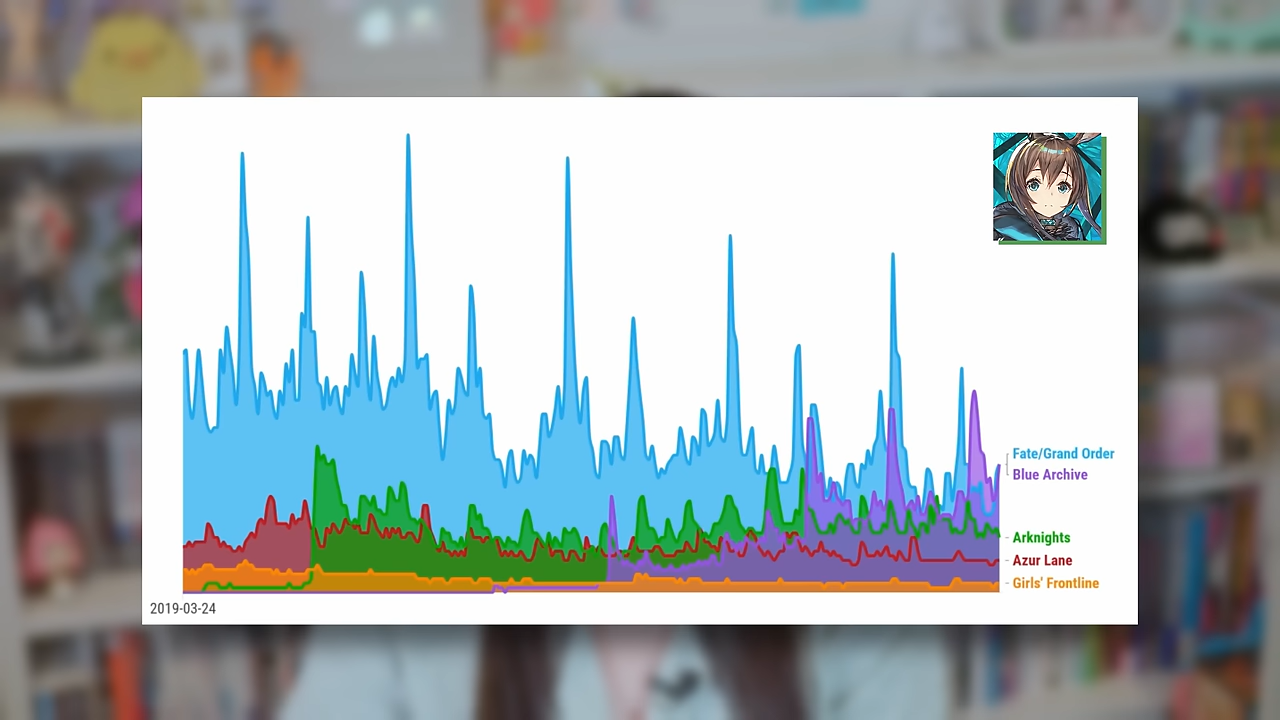 Fate/Grand Order
Blue Archive
Arknights
Azur Lane
Girls' Frontline
2019-03-24